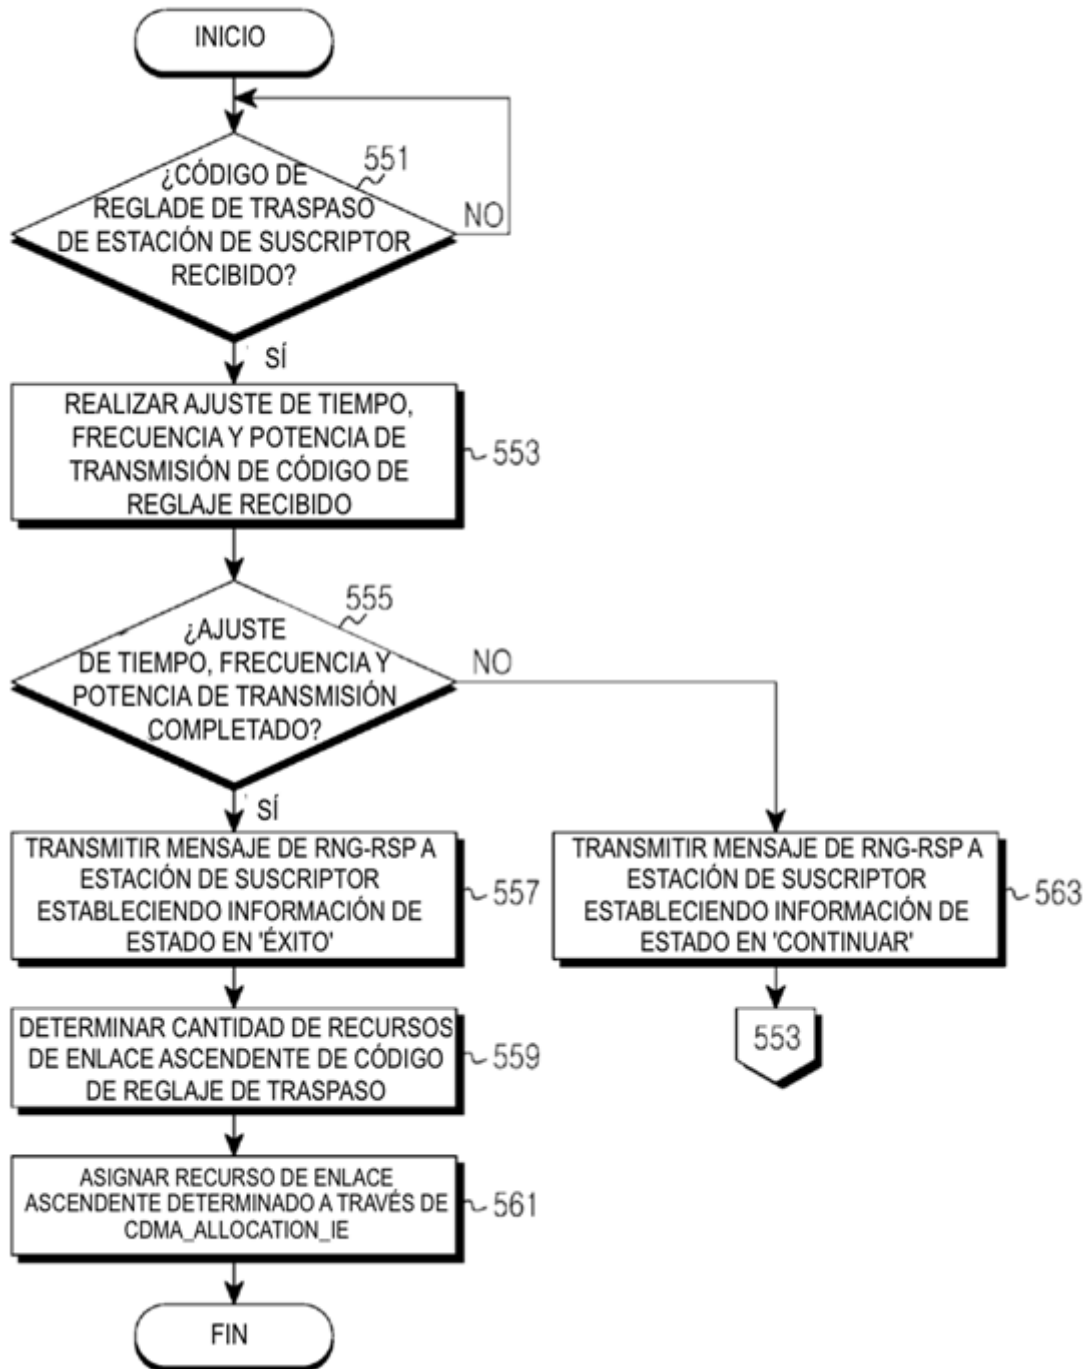 INICIO
551
¿CÓDIGO DE
REGLADE DE TRASPASO
DE ESTACIÓN DE SUSCRIPTOR
RECIBIDO?
NO
SÍ
REALIZAR AJUSTE DE TIEMPO,
FRECUENCIA Y POTENCIA DE
TRANSMISIÓN DE CÓDIGO DE
REGLAJE RECIBIDO
553
555
¿AJUSTE
DE TIEMPO, FRECUENCIA Y
POTENCIA DE TRANSMISIÓN
COMPLETADO?
NO
SÍ
TRANSMITIR MENSAJE DE RNG-RSP A
ESTACIÓN DE SUSCRIPTOR
ESTABLECIENDO INFORMACIÓN DE
ESTADO EN 'ÉXITO'
557
TRANSMITIR MENSAJE DE RNG-RSP A
ESTACIÓN DE SUSCRIPTOR
ESTABLECIENDO INFORMACIÓN DE
ESTADO EN 'CONTINUAR'
563
DETERMINAR CANTIDAD DE RECURSOS
DE ENLACE ASCENDENTE DE CÓDIGO
DE REGLAJE DE TRASPASO
559
553
ASIGNAR RECURSO DE ENLACE
ASCENDENTE DETERMINADO A TRAVÉS DE
CDMA_ALLOCATION_IE
561
FIN